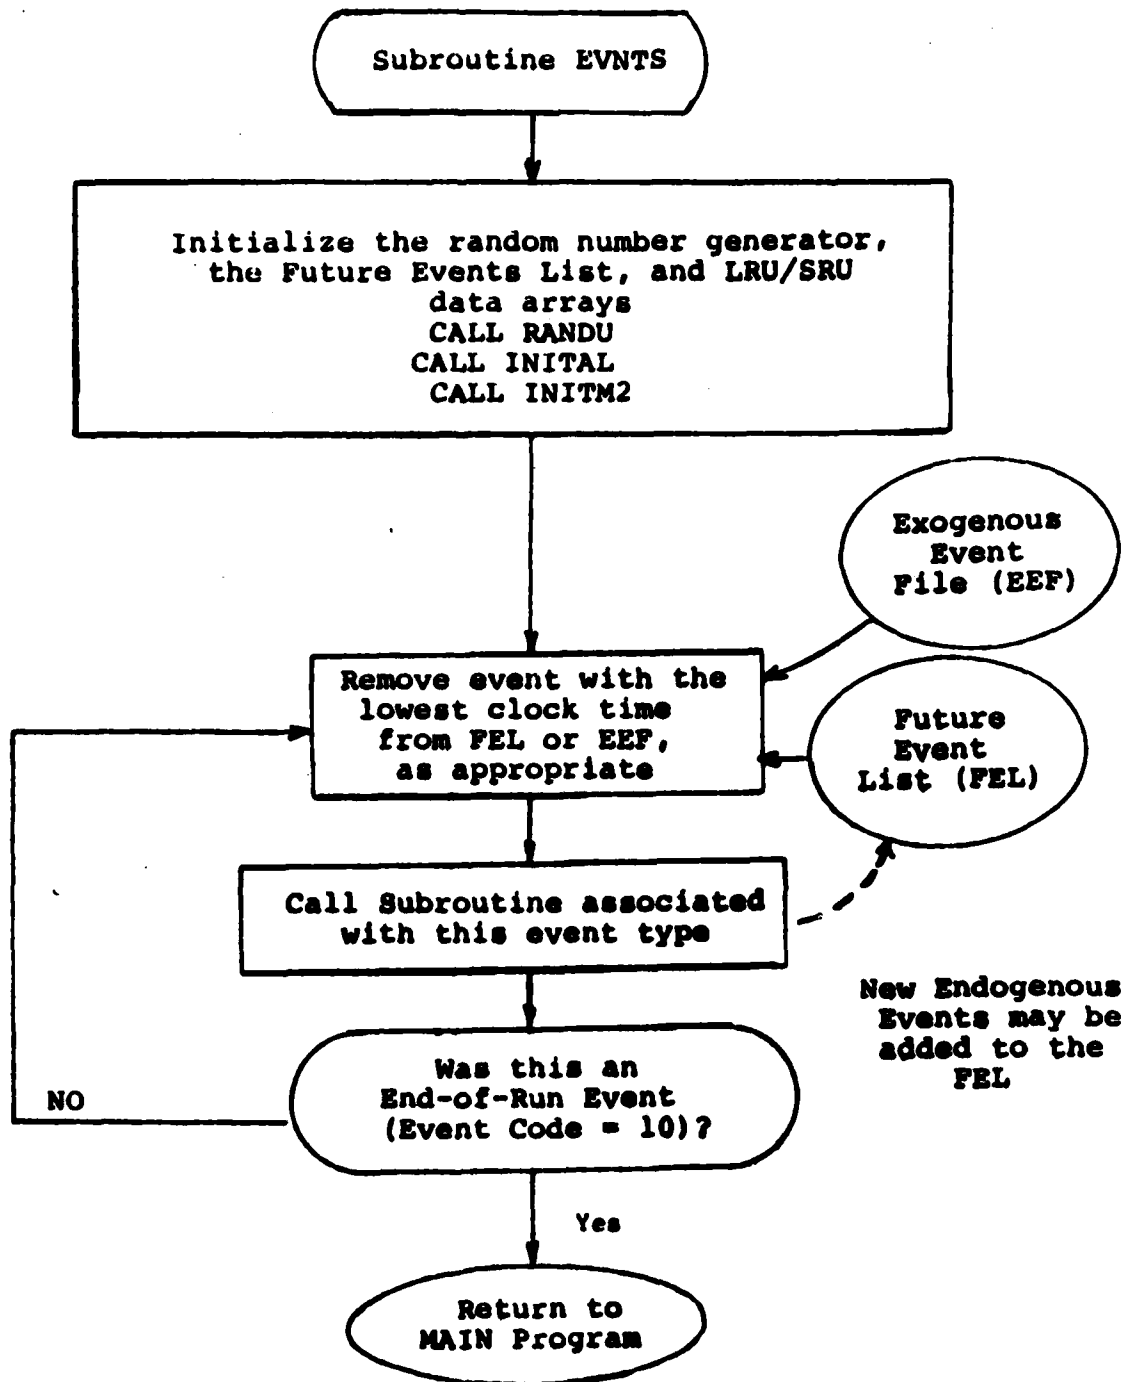 Subroutine EVNTS
Initialize the random number generator,
the Future Events List, and LRU/SRU
data arrays
CALL RANDU
CALL INITAL
CALL INITM2
Exogenous
Event
File (EEF)
Remove event with the
lowest clock time
from FEL or EEF,
as appropriate
Future
Event
List (FEL)
Call Subroutine associated
with this event type
New Endogenous
Events may be
added to the
FEL
Was this an
End-of-Run Event
(Event Code = 10)?
NO
Yes
Return to
MAIN Program